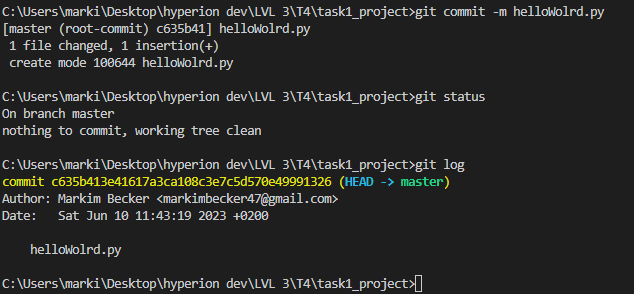 C:\Users\marki\Desktop\hyperion dev\LVL 3\T4\task1_project>git commit -m helloWolrd.py
[master (root-commit) c635b41] helloWolrd.py
 1 file changed, 1 insertion(+)
 create mode 100644 helloWolrd.py

C:\Users\marki\Desktop\hyperion dev\LVL 3\T4\task1_project>git status
On branch master
nothing to commit, working tree clean

C:\Users\marki\Desktop\hyperion dev\LVL 3\T4\task1_project>git log
commit c635b413e41617a3ca108c3e7c5d570e49991326 (HEAD -> master)
Author: Markim Becker <markimbecker47@gmail.com>
Date:   Sat Jun 10 11:43:19 2023 +0200

    helloWolrd.py

C:\Users\marki\Desktop\hyperion dev\LVL 3\T4\task1_project>